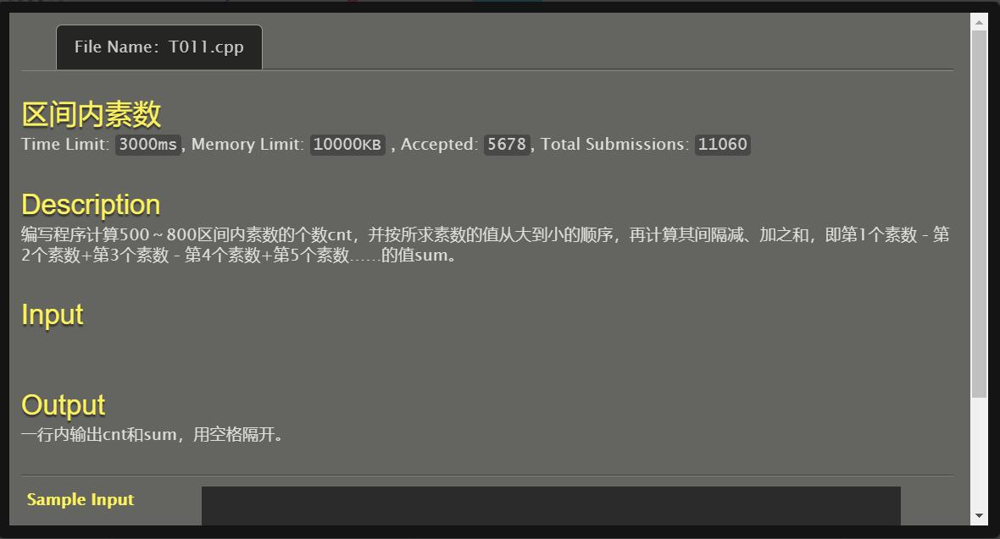 File Name：T011.cpp
区间内素数
Time Limit: 3000ms, Memory Limit: 10000KB , Accepted: 5678, Total Submissions: 11060
Description
编写程序计算500～800区间内素数的个数cnt，并按所求素数的值从大到小的顺序，再计算其间隔减、加之和，即第1个素数 - 第
2个素数+第3个素数 - 第4个素数+第5个素数……的值sum。
Input
Output
一行内输出cnt和sum，用空格隔开。
Sample Input